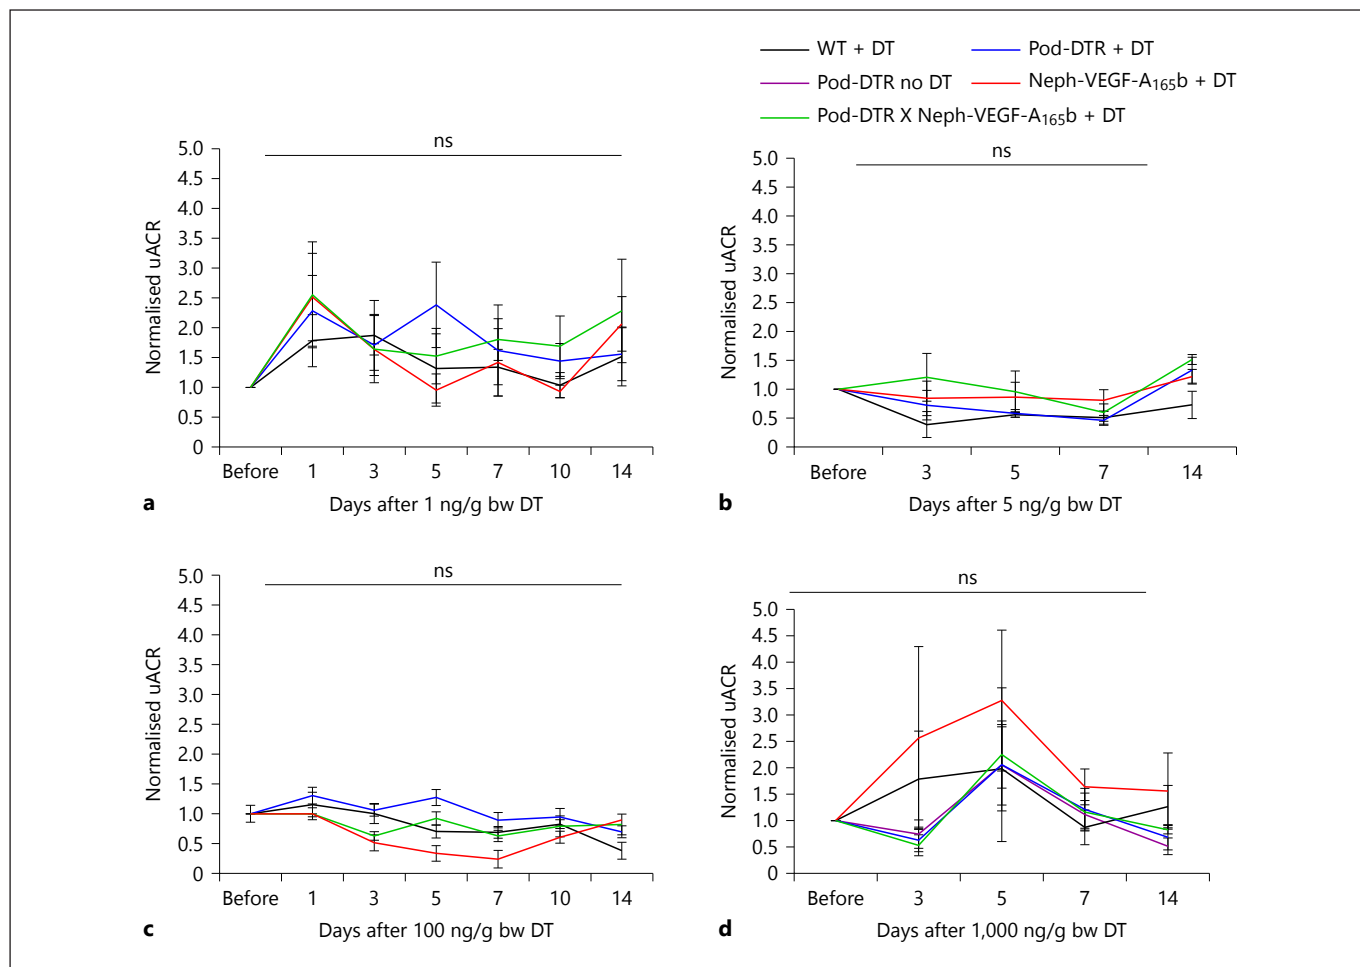 WT + DT
Pod-DTR + DT
Pod-DTR no DT
Neph-VEGF-A₁₆₅b + DT
Pod-DTR X Neph-VEGF-A₁₆₅b + DT
ns
5.0
4.5
4.0
3.5
3.0
2.5
2.0
1.5
1.0
0.5
0
Normalised uACR
Before 1 3 5 7 10 14
a Days after 1 ng/g bw DT
ns
5.0
4.5
4.0
3.5
3.0
2.5
2.0
1.5
1.0
0.5
0
Normalised uACR
Before 3 5 7 14
b Days after 5 ng/g bw DT
ns
5.0
4.5
4.0
3.5
3.0
2.5
2.0
1.5
1.0
0.5
0
Normalised uACR
Before 1 3 5 7 10 14
c Days after 100 ng/g bw DT
ns
5.0
4.5
4.0
3.5
3.0
2.5
2.0
1.5
1.0
0.5
0
Normalised uACR
Before 3 5 7 14
d Days after 1,000 ng/g bw DT